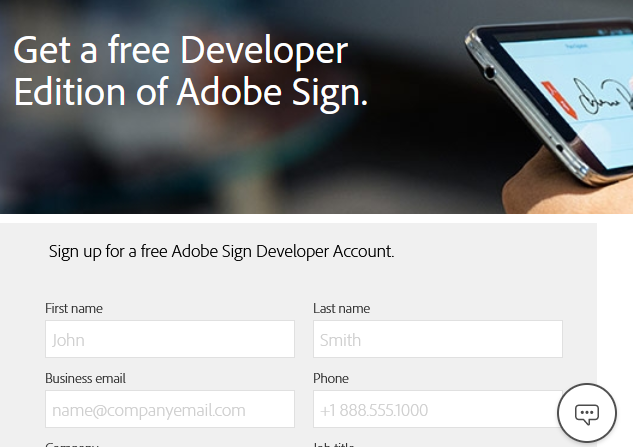 Get a free Developer
Edition of Adobe Sign.
Sign up for a free Adobe Sign Developer Account.
First name
Last name
John
Smith
Business email
Phone
name@companyemail.com
+1 888.555.1000